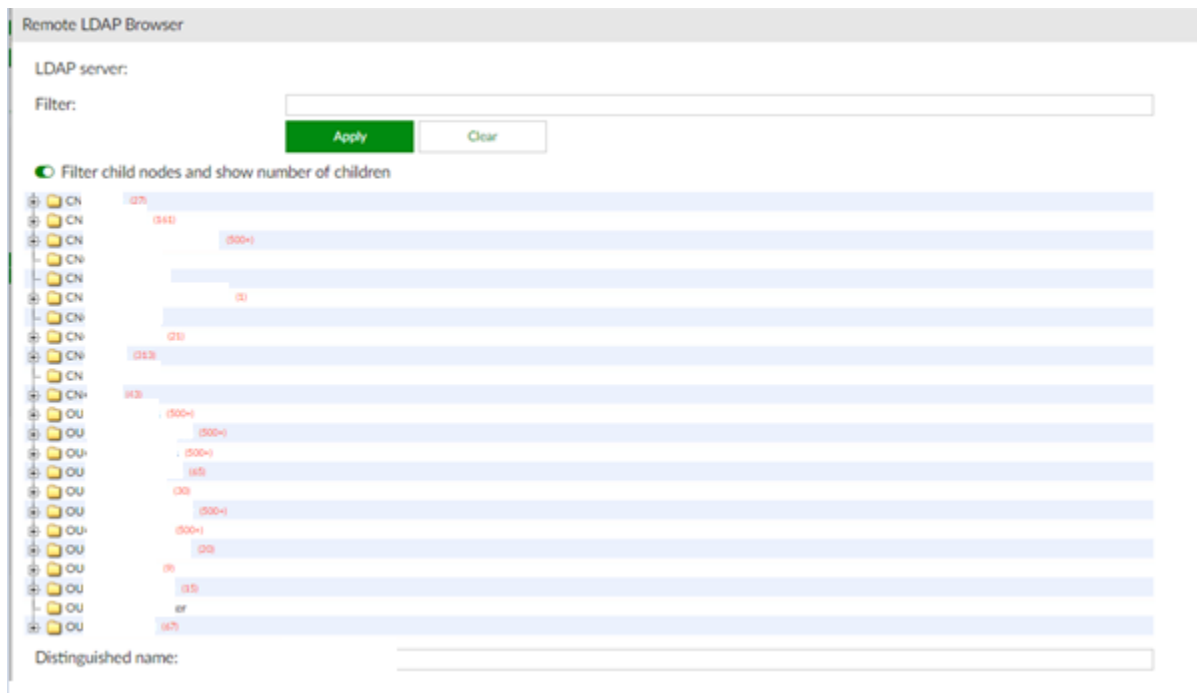 Remote LDAP Browser
LDAP server:
Filter:
Apply Clear
Filter child nodes and show number of children
CN (27)
CN (161)
CN (500+)
CN
CN
CN (1)
CN
CN (21)
CN (213)
CN
CN (43)
OU (500+)
OU (500+)
OU (500+)
OU (65)
OU (30)
OU (500+)
OU (500+)
OU (20)
OU (9)
OU (15)
OU er
OU (67)
Distinguished name: